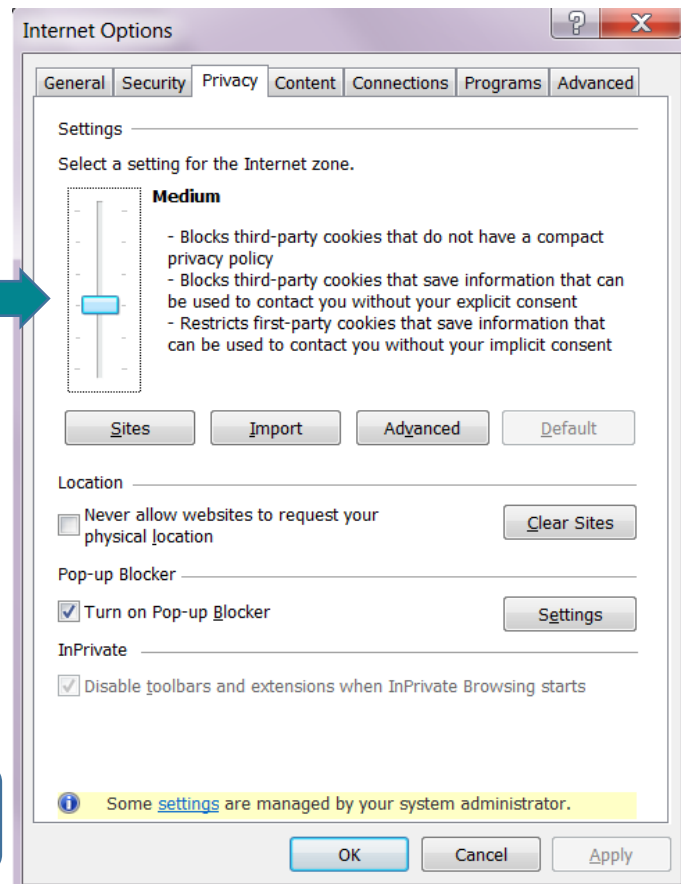 Internet Options
General Security Privacy Content Connections Programs Advanced
Settings
Select a setting for the Internet zone.
Medium
- Blocks third-party cookies that do not have a compact
privacy policy
- Blocks third-party cookies that save information that can
be used to contact you without your explicit consent
- Restricts first-party cookies that save information that
can be used to contact you without your implicit consent
Sites Import Advanced Default
Location
Never allow websites to request your
physical location
Clear Sites
Pop-up Blocker
Turn on Pop-up Blocker
Settings
InPrivate
Disable toolbars and extensions when InPrivate Browsing starts
Some settings are managed by your system administrator.
OK Cancel Apply